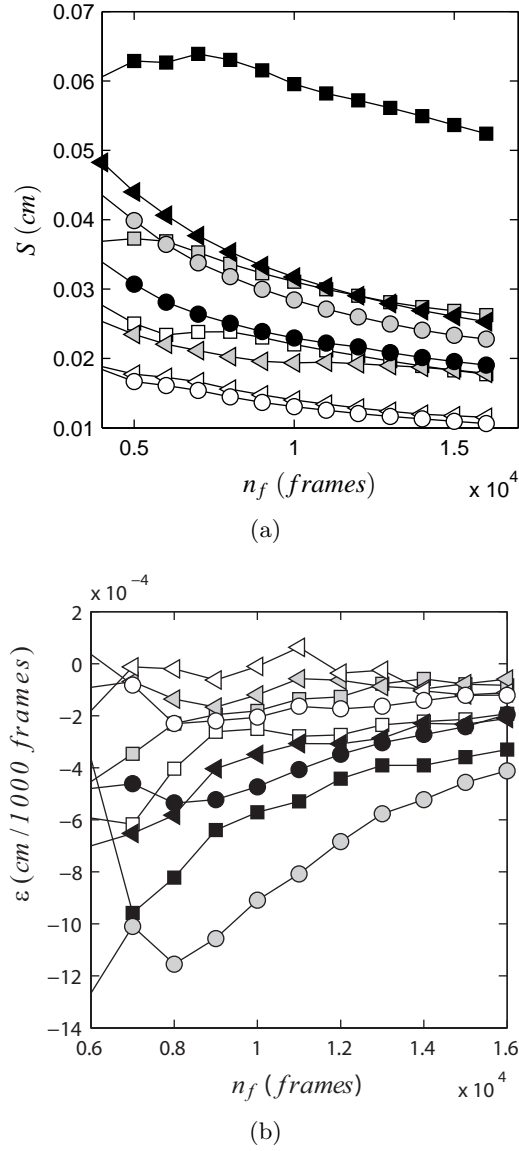 0.07
0.06
0.05
0.04
0.03
0.02
0.01
S (cm)
0.5 1 1.5
n_f (frames)
x 10^4
(a)
x 10^−4
2
0
−2
−4
−6
−8
−10
−12
−14
ε (cm/1000 frames)
0.6 0.8 1 1.2 1.4 1.6
n_f (frames)
x 10^4
(b)